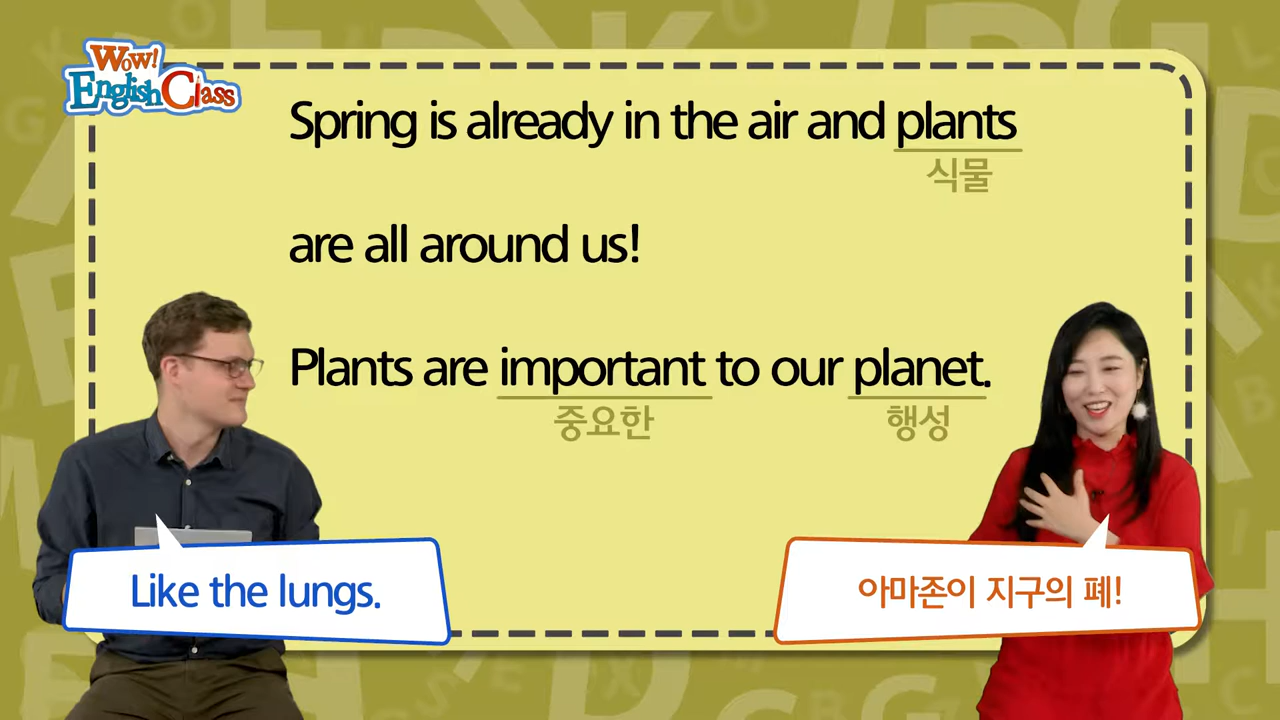 Wow!
English Class
Spring is already in the air and plants
식물
are all around us!
Plants are important to our planet.
중요한 행성
Like the lungs.
아마존이 지구의 폐!